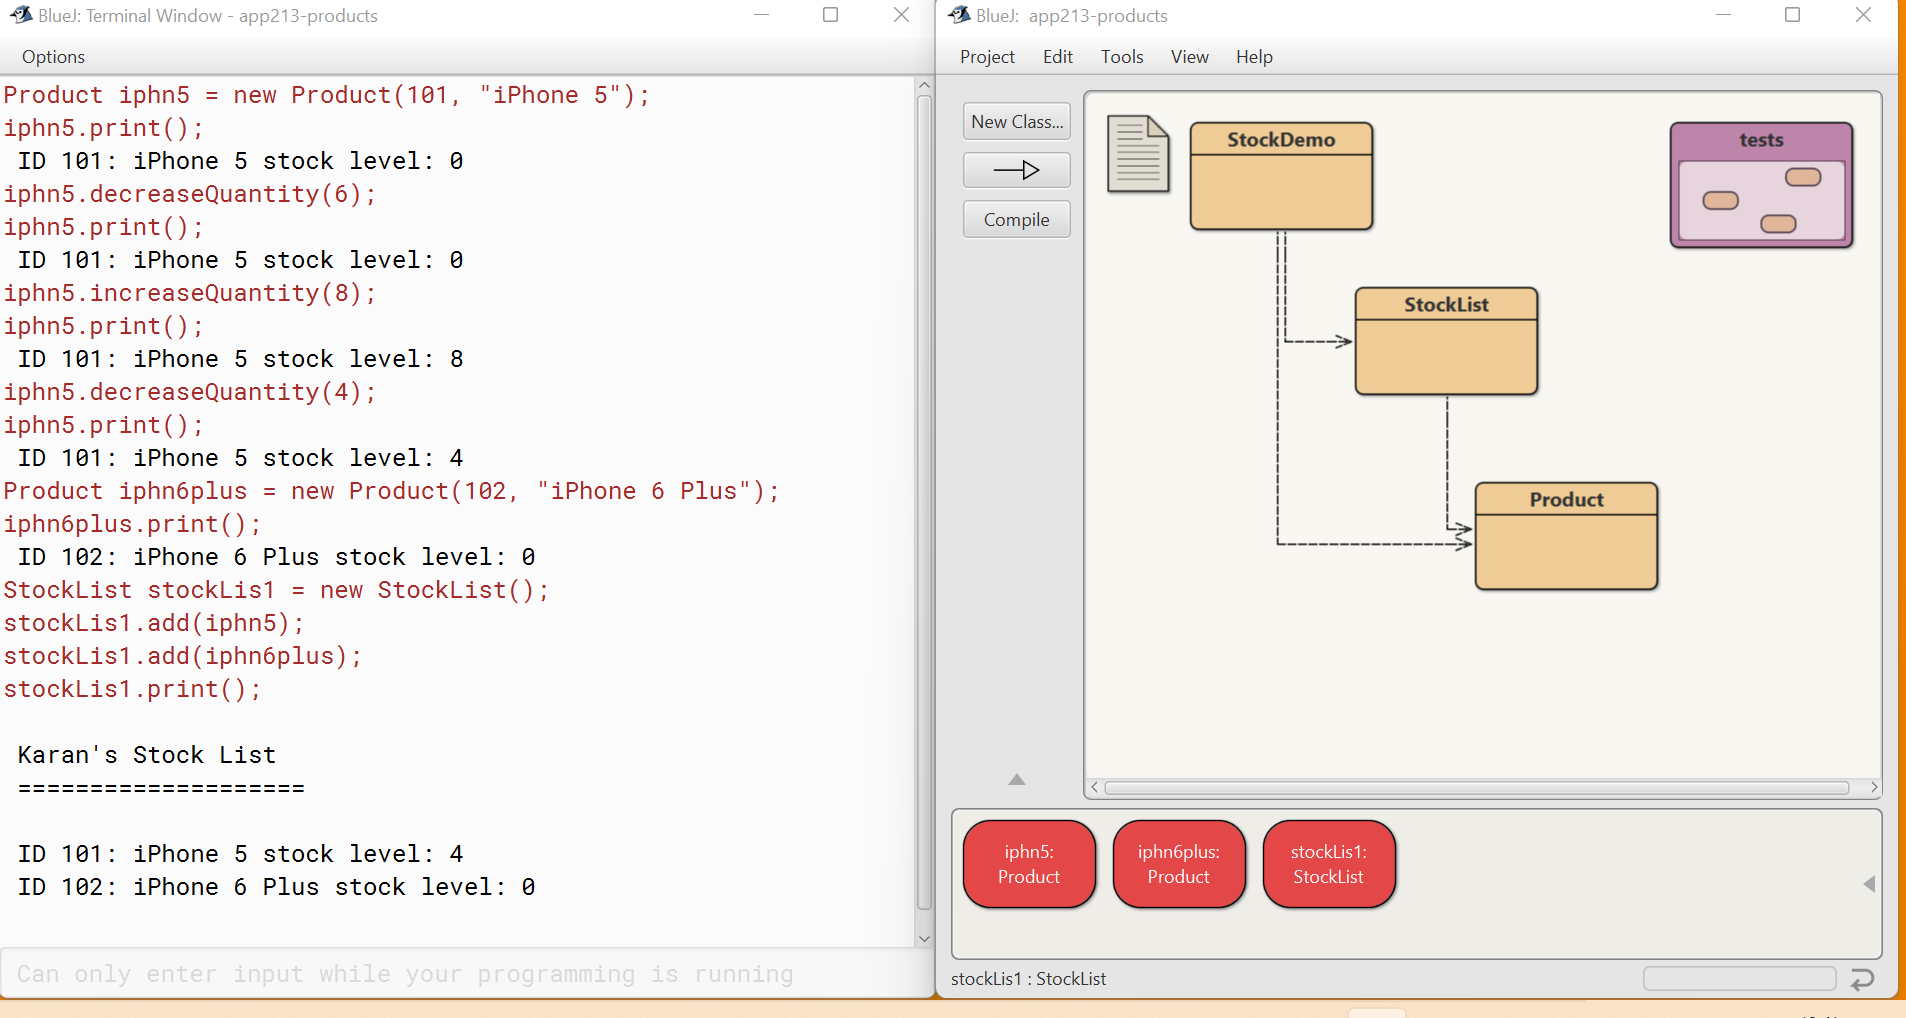 BlueJ: Terminal Window - app213-products
Options
Product iphn5 = new Product(101, "iPhone 5");
iphn5.print();
ID 101: iPhone 5 stock level: 0
iphn5.decreaseQuantity(6);
iphn5.print();
ID 101: iPhone 5 stock level: 0
iphn5.increaseQuantity(8);
iphn5.print();
ID 101: iPhone 5 stock level: 8
iphn5.decreaseQuantity(4);
iphn5.print();
ID 101: iPhone 5 stock level: 4
Product iphn6plus = new Product(102, "iPhone 6 Plus");
iphn6plus.print();
ID 102: iPhone 6 Plus stock level: 0
StockList stockLis1 = new StockList();
stockLis1.add(iphn5);
stockLis1.add(iphn6plus);
stockLis1.print();
Karan's Stock List
====================
ID 101: iPhone 5 stock level: 4
ID 102: iPhone 6 Plus stock level: 0
Can only enter input while your programming is running
BlueJ: app213-products
Project Edit Tools View Help
New Class...
Compile
StockDemo
tests
StockList
Product
iphn5:
Product
iphn6plus:
Product
stockLis1:
StockList
stockLis1 : StockList